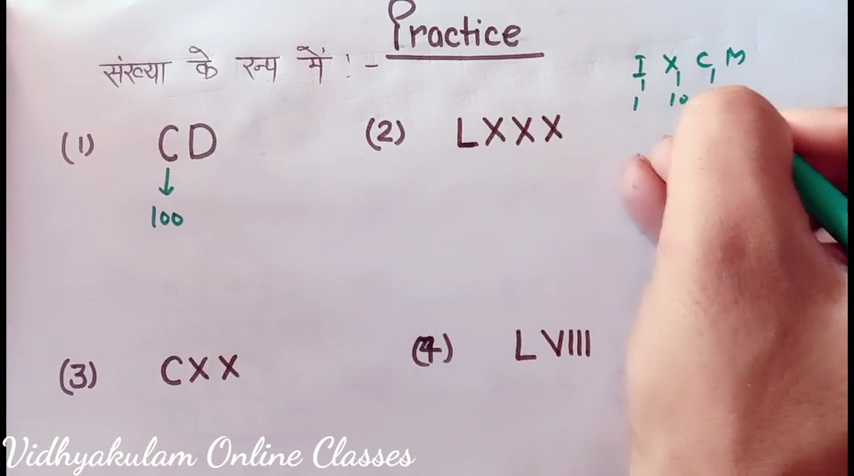 Practice
संख्या के रूप में :-
I X C M
1 10
(1) CD (2) LXXX
100
(3) CXX (4) LVIII
Vidhyakulam Online Classes